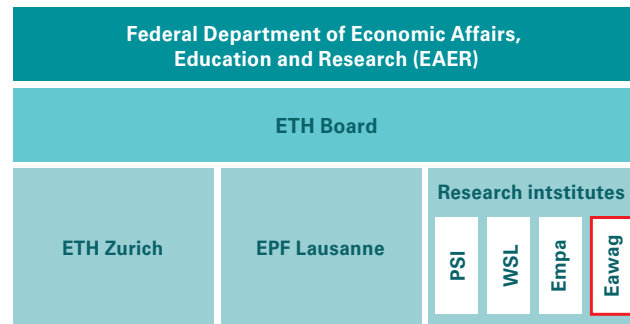 Federal Department of Economic Affairs,
Education and Research (EAER)
ETH Board
ETH Zurich
EPF Lausanne
Research intstitutes
PSI
WSL
Empa
Eawag